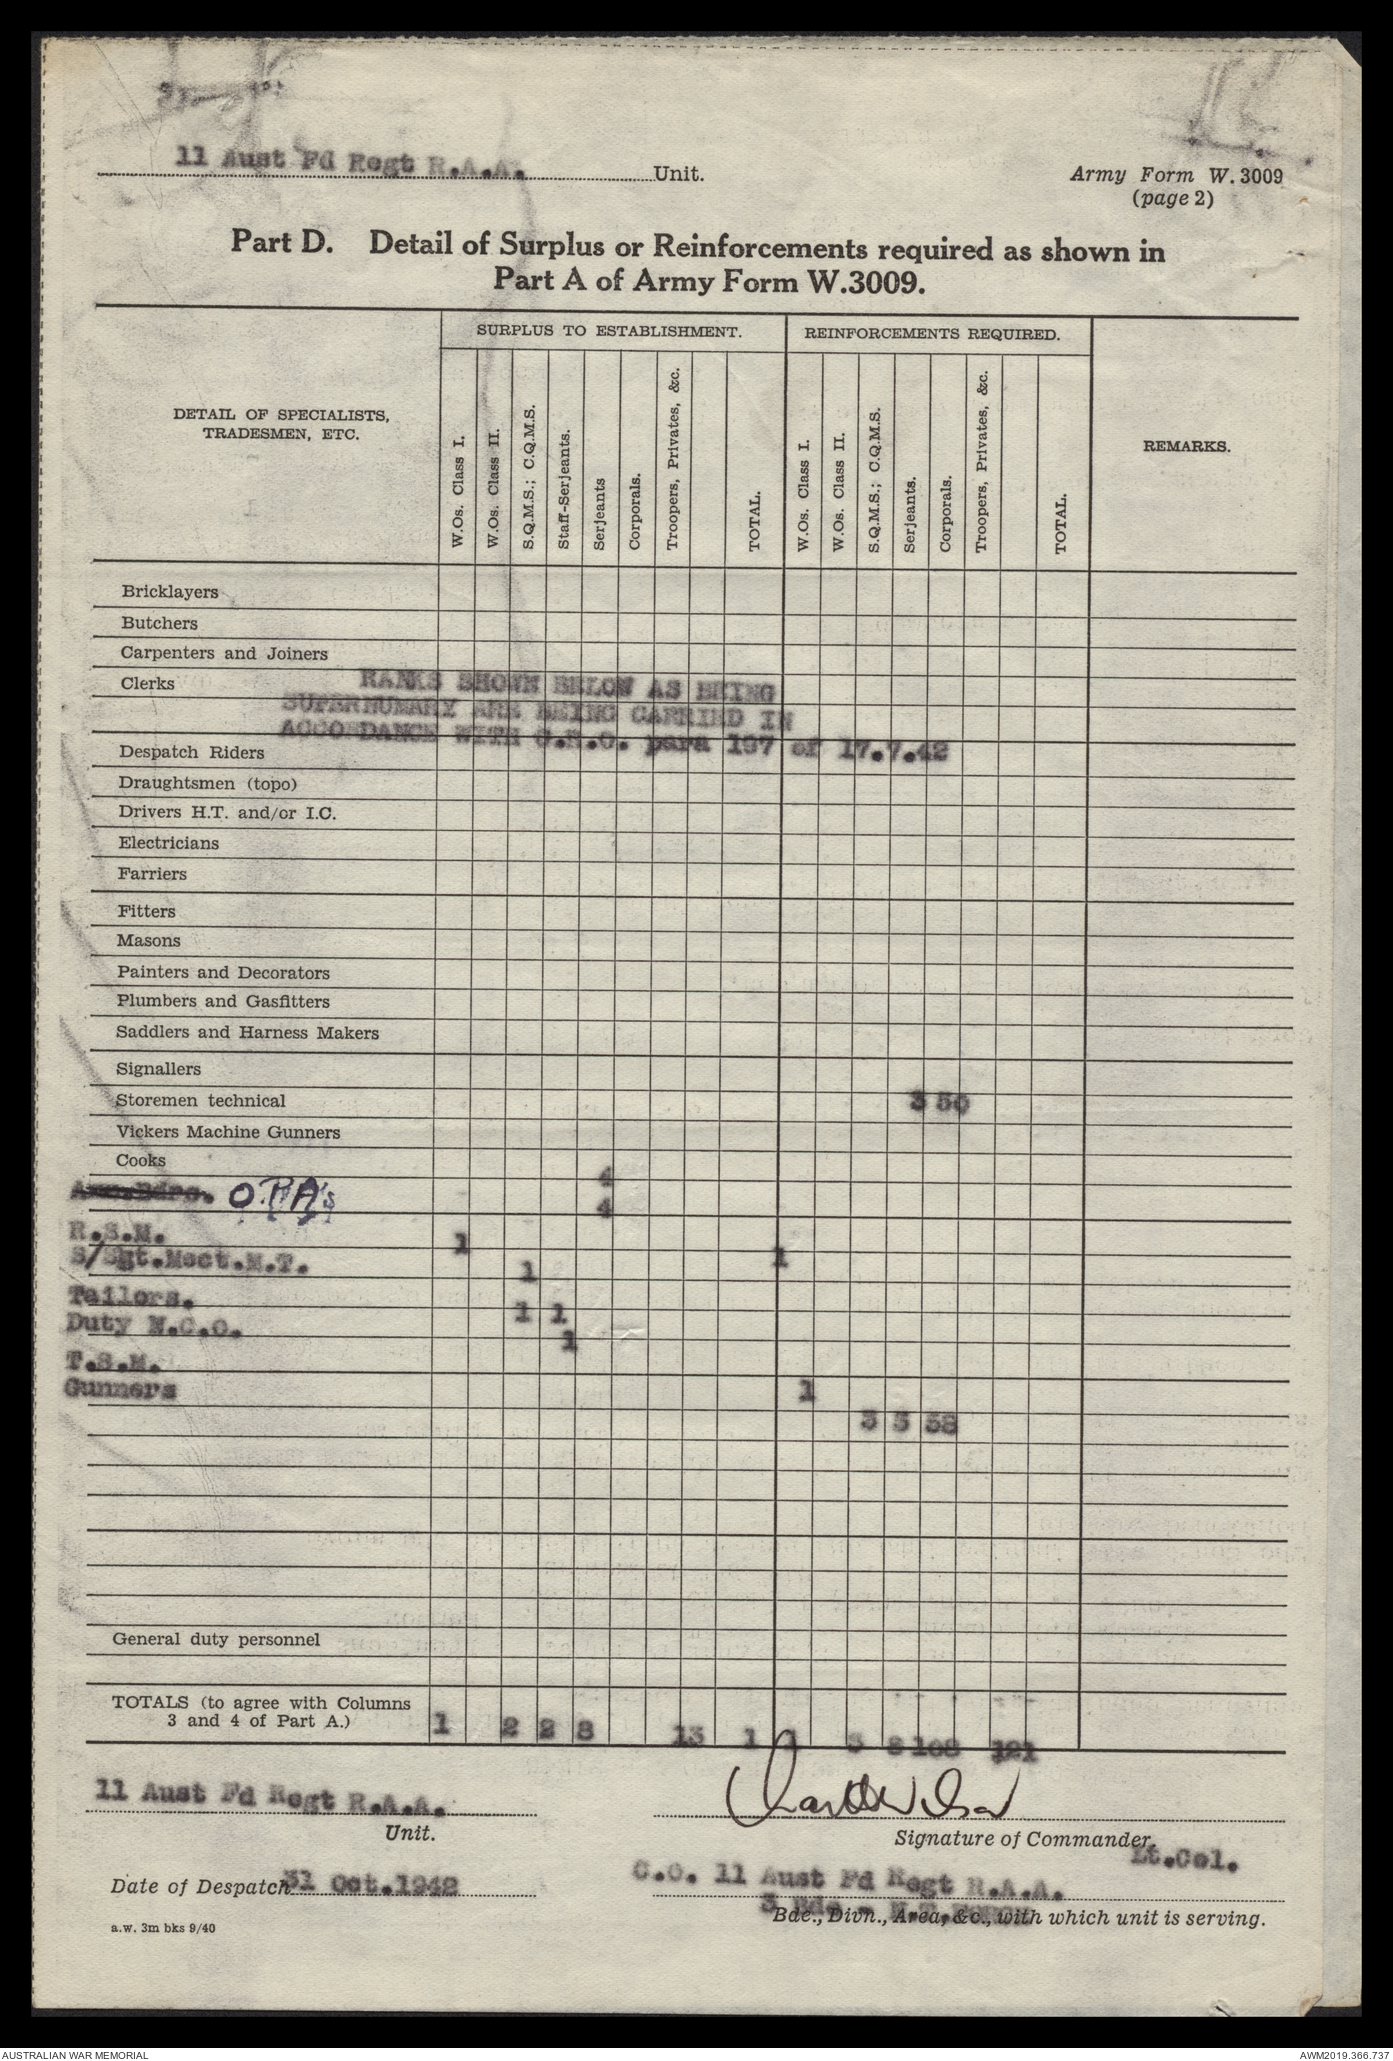 11 Aust Fd Regt R.A.A. Unit.
Army Form W. 3009
(page 2)
Part D. Detail of Surplus or Reinforcements required as shown in
Part A of Army Form W.3009.
DETAIL OF SPECIALISTS,
TRADESMEN, ETC.
SURPLUS TO ESTABLISHMENT.
W.Os. Class I.
W.Os. Class II.
S.Q.M.S.; C.Q.M.S.
Staff-Serjeants.
Serjeants
Corporals.
Troopers, Privates, &c.
TOTAL.
REINFORCEMENTS REQUIRED.
W.Os. Class I.
W.Os. Class II.
S.Q.M.S.; C.Q.M.S.
Serjeants.
Corporals.
Troopers, Privates, &c.
TOTAL.
REMARKS.
Bricklayers
Butchers
Carpenters and Joiners
Clerks
RANKS SHOWN BELOW AS BEING
SUPERNUMARY ARE BEING CARRIED IN
ACCORDANCE WITH G.R.O. para 197 of 17.7.42
Despatch Riders
Draughtsmen (topo)
Drivers H.T. and/or I.C.
Electricians
Farriers
Fitters
Masons
Painters and Decorators
Plumbers and Gasfitters
Saddlers and Harness Makers
Signallers
Storemen technical 3 50
Vickers Machine Gunners
Cooks 4
O.P.A's 4
R.S.M. 1 1
S/Sgt.Mect.M.T. 1
Tailors. 1 1
Duty N.C.O. 1
T.S.M. 1
Gunners 3 3 58
General duty personnel
TOTALS (to agree with Columns
3 and 4 of Part A.) 1 2 2 8 13 1 1 3 108 121
11 Aust Fd Regt R.A.A.
Unit.
Signature of Commander.
Lt.Col.
Date of Despatch 31 Oct.1942
C.O. 11 Aust Fd Regt R.A.A.
3 Bde
Bde., Divn., Area, &c., with which unit is serving.
a.w. 3m bks 9/40
AUSTRALIAN WAR MEMORIAL
AWM2019.366.737